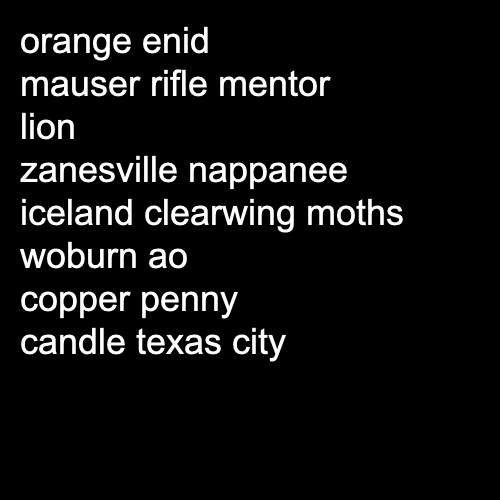 orange enid
mauser rifle mentor
lion
zanesville nappanee
iceland clearwing moths
woburn ao
copper penny
candle texas city